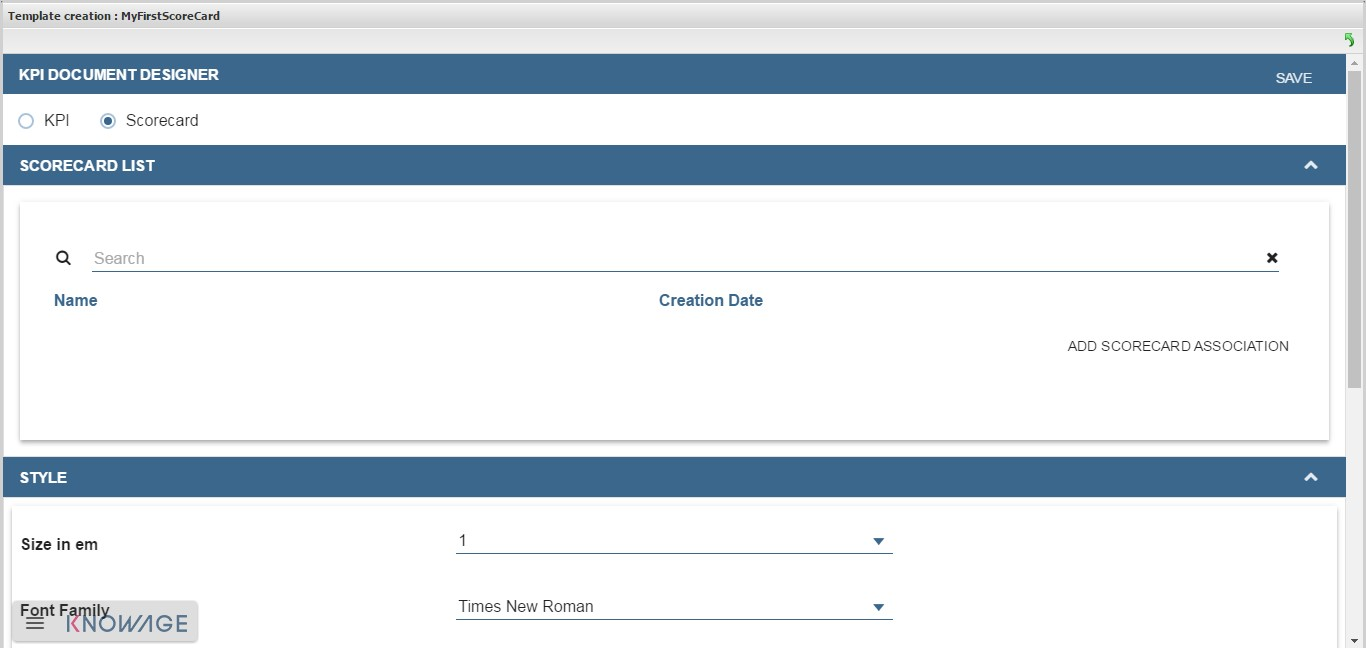 Template creation : MyFirstScoreCard
KPI DOCUMENT DESIGNER
SAVE
KPI
Scorecard
SCORECARD LIST
Search
Name
Creation Date
ADD SCORECARD ASSOCIATION
STYLE
Size in em
1
Font Family
Times New Roman
KNOWAGE